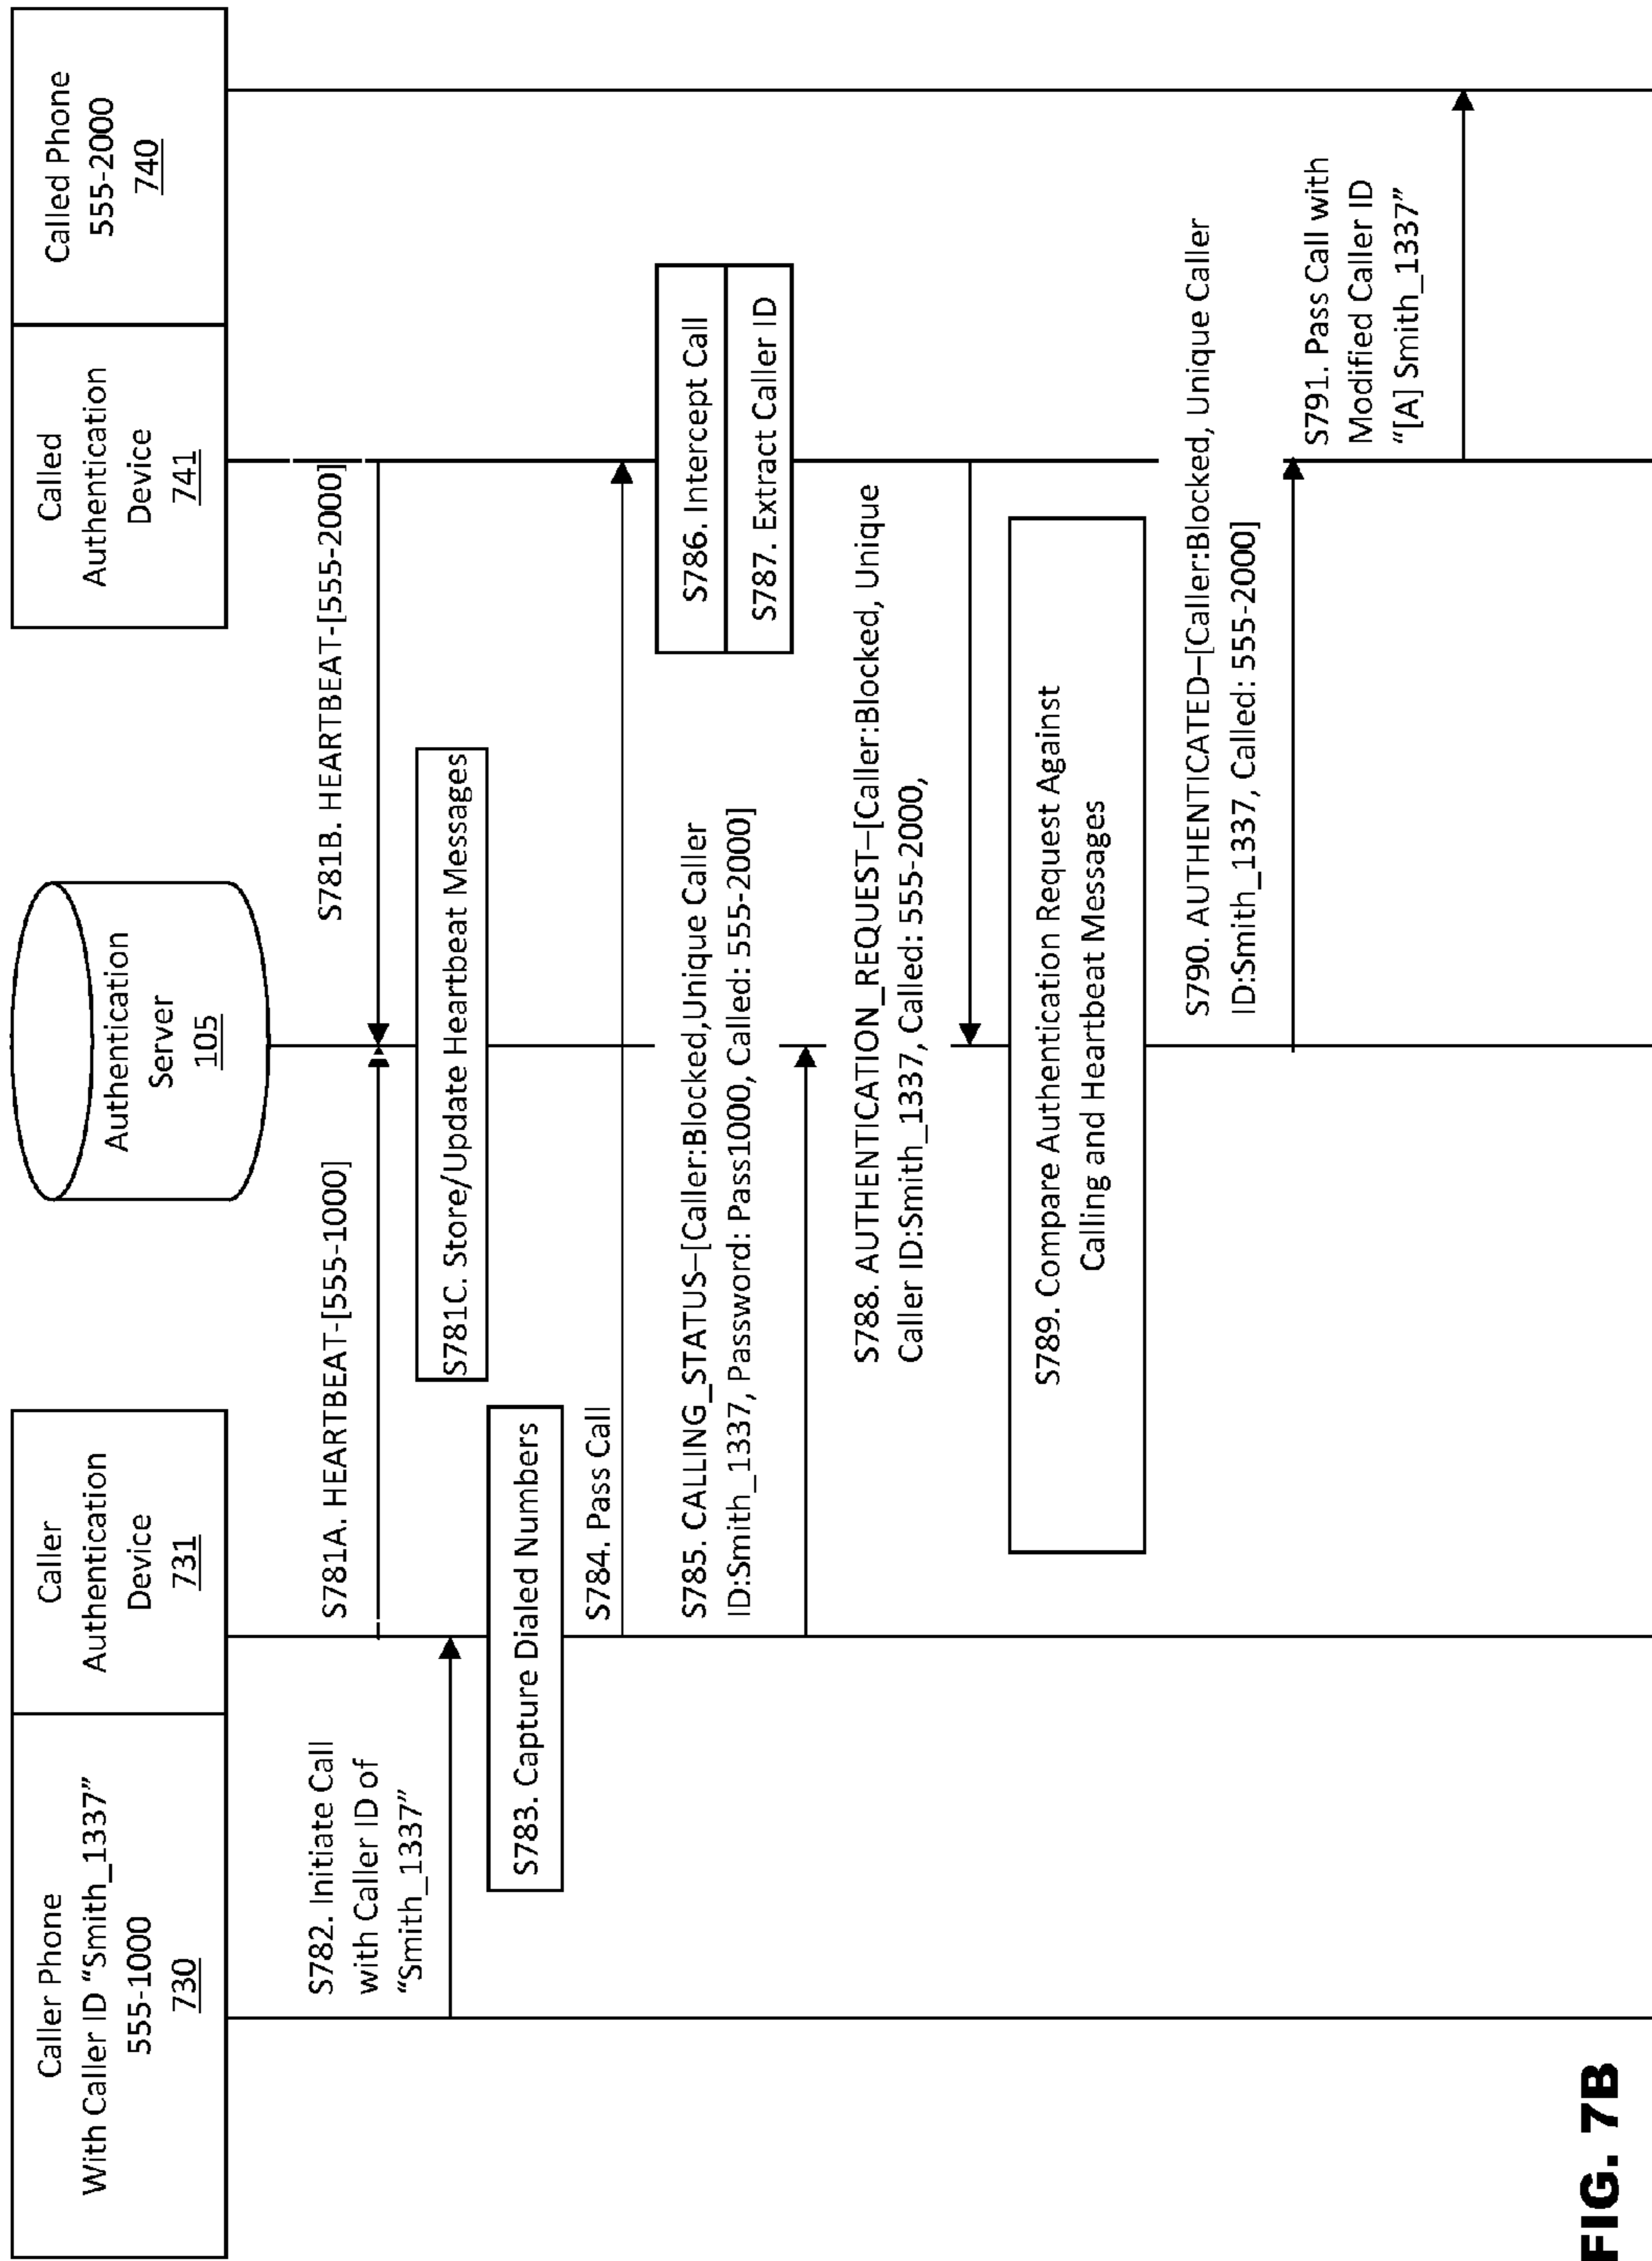 Caller Phone
With Caller ID “Smith_1337”
555-1000
730
Caller
Authentication
Device
731
Authentication
Server
105
Called
Authentication
Device
741
Called Phone
555-2000
740
S781A. HEARTBEAT-[555-1000]
S781B. HEARTBEAT-[555-2000]
S782. Initiate Call
with Caller ID of
“Smith_1337”
S781C. Store/Update Heartbeat Messages
S783. Capture Dialed Numbers
S784. Pass Call
S785. CALLING_STATUS–[Caller:Blocked,Unique Caller
ID:Smith_1337, Password: Pass1000, Called: 555-2000]
S786. Intercept Call
S787. Extract Caller ID
S788. AUTHENTICATION_REQUEST–[Caller:Blocked, Unique
Caller ID:Smith_1337, Called: 555-2000,
S789. Compare Authentication Request Against
Calling and Heartbeat Messages
S790. AUTHENTICATED–[Caller:Blocked, Unique Caller
ID:Smith_1337, Called: 555-2000]
S791. Pass Call with
Modified Caller ID
“[A] Smith_1337”
FIG. 7B